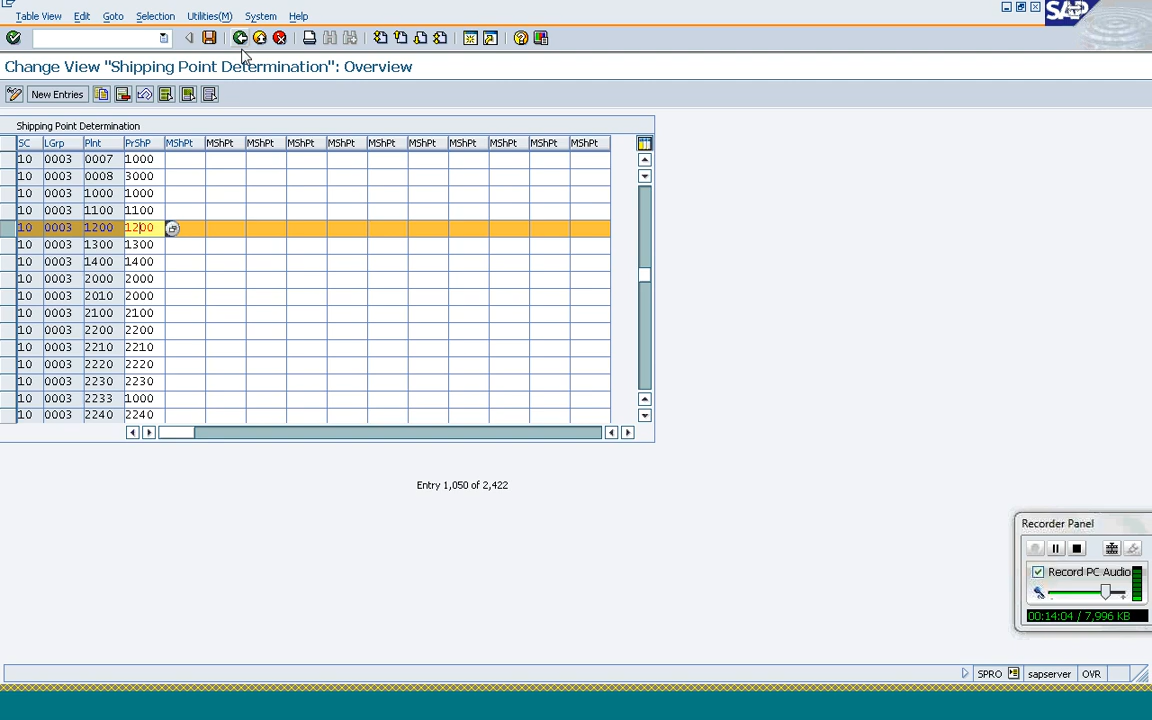 Table View Edit Goto Selection Utilities(M) System Help
SAP
Change View "Shipping Point Determination": Overview
New Entries
Shipping Point Determination
SC LGrp Plnt PrShP MShPt MShPt MShPt MShPt MShPt MShPt MShPt MShPt MShPt MShPt MShPt
10 0003 0007 1000
10 0003 0008 3000
10 0003 1000 1000
10 0003 1100 1100
10 0003 1200 1200
10 0003 1300 1300
10 0003 1400 1400
10 0003 2000 2000
10 0003 2010 2000
10 0003 2100 2100
10 0003 2200 2200
10 0003 2210 2210
10 0003 2220 2220
10 0003 2230 2230
10 0003 2233 1000
10 0003 2240 2240
Entry 1,050 of 2,422
Recorder Panel
Record PC Audio
00:14:04 / 7,996 KB
SPRO sapserver OVR